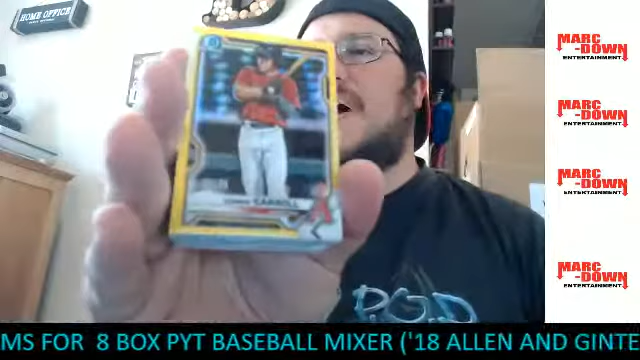 HOME OFFICE
CARROLL
P.O.D
MARC
-DOWN
ENTERTAINMENT
MARC
-DOWN
ENTERTAINMENT
MARC
-DOWN
ENTERTAINMENT
MARC
-DOWN
ENTERTAINMENT
MS FOR 8 BOX PYT BASEBALL MIXER ('18 ALLEN AND GINTE